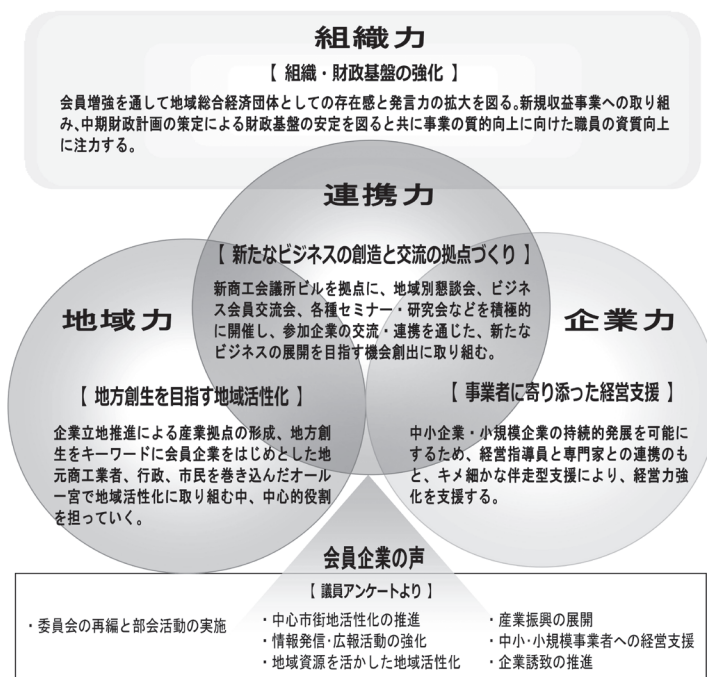 組織力
【 組織・財政基盤の強化 】
会員増強を通して地域総合経済団体としての存在感と発言力の拡大を図る。新規収益事業への取り組
み、中期財政計画の策定による財政基盤の安定を図ると共に事業の質的向上に向けた職員の資質向上
に注力する。
連携力
【 新たなビジネスの創造と交流の拠点づくり 】
新商工会議所ビルを拠点に、地域別懇談会、ビジネ
ス会員交流会、各種セミナー・研究会などを積極的
に開催し、参加企業の交流・連携を通じた、新たな
ビジネスの展開を目指す機会創出に取り組む。
地域力
【 地方創生を目指す地域活性化 】
企業立地推進による産業拠点の形成、地方創
生をキーワードに会員企業をはじめとした地
元商工業者、行政、市民を巻き込んだオール
一宮で地域活性化に取り組む中、中心的役割
を担っていく。
企業力
【 事業者に寄り添った経営支援 】
中小企業・小規模企業の持続的発展を可能に
するため、経営指導員と専門家との連携のも
と、キメ細かな伴走型支援により、経営力強
化を支援する。
会員企業の声
【 議員アンケートより 】
・委員会の再編と部会活動の実施
・中心市街地活性化の推進
・情報発信・広報活動の強化
・地域資源を活かした地域活性化
・産業振興の展開
・中小・小規模事業者への経営支援
・企業誘致の推進